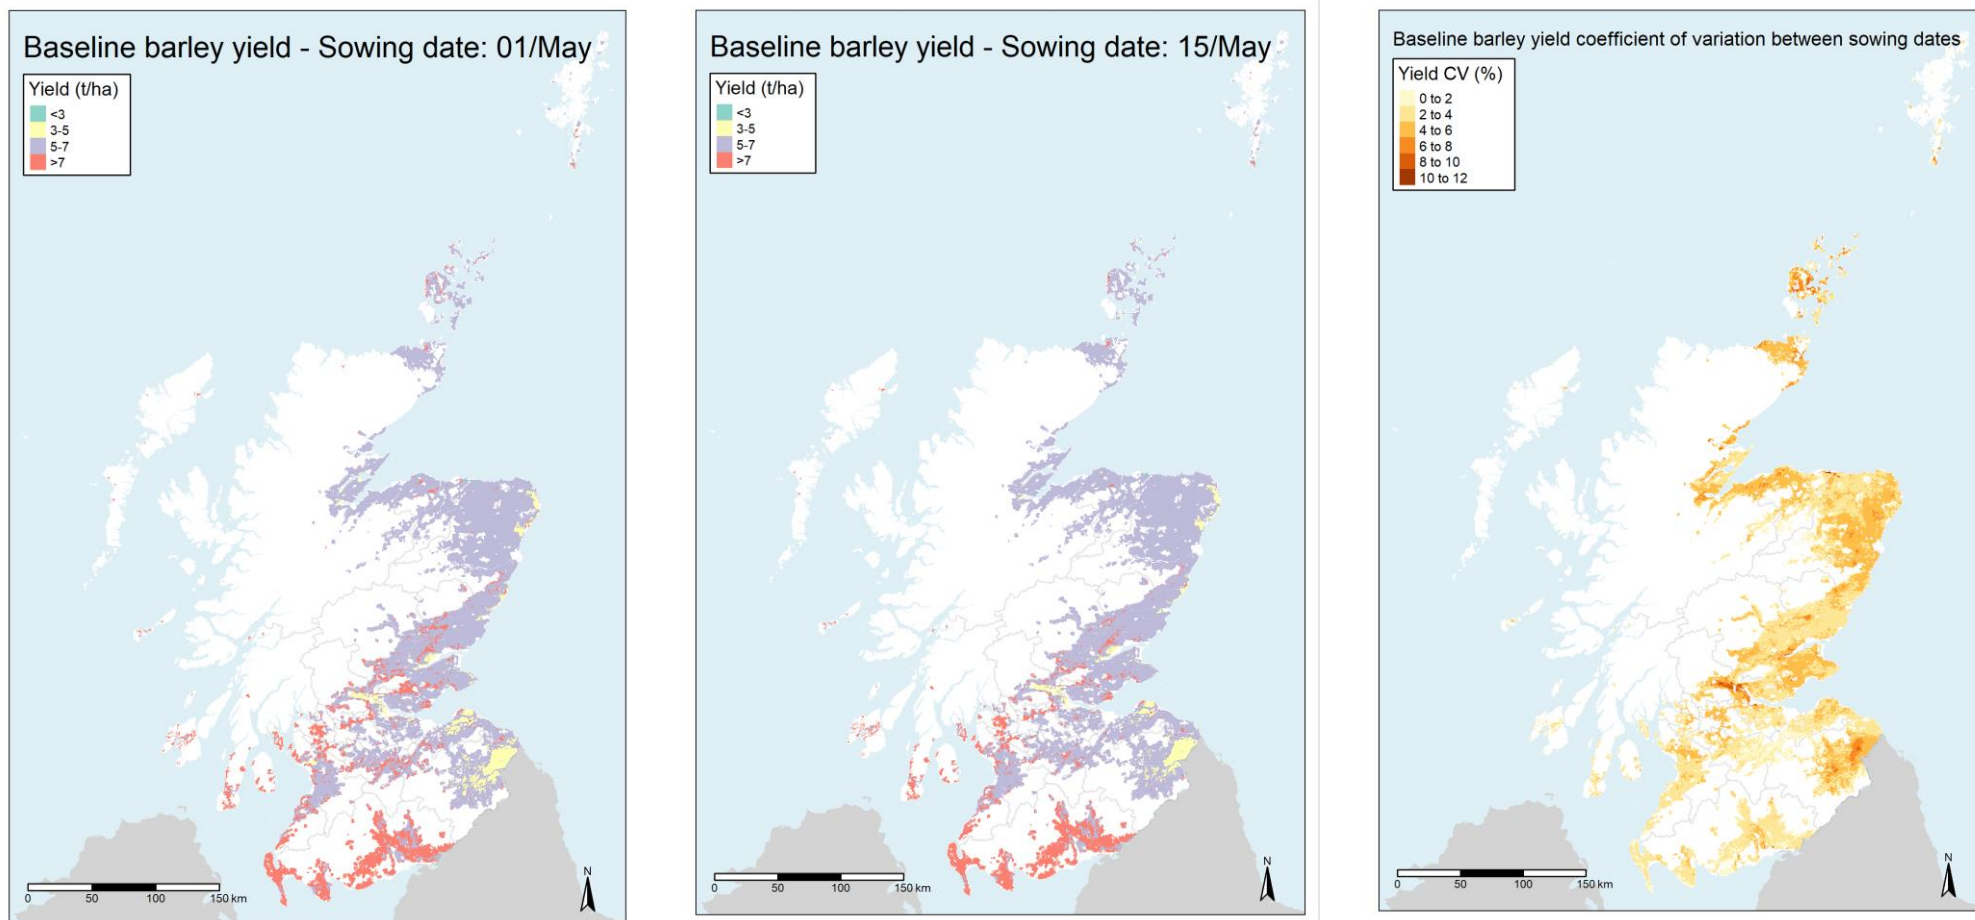 Baseline barley yield - Sowing date: 01/May
Yield (t/ha)
<3
3-5
5-7
>7
N
0 50 100 150 km
Baseline barley yield - Sowing date: 15/May
Yield (t/ha)
<3
3-5
5-7
>7
N
0 50 100 150 km
Baseline barley yield coefficient of variation between sowing dates
Yield CV (%)
0 to 2
2 to 4
4 to 6
6 to 8
8 to 10
10 to 12
N
0 50 100 150 km